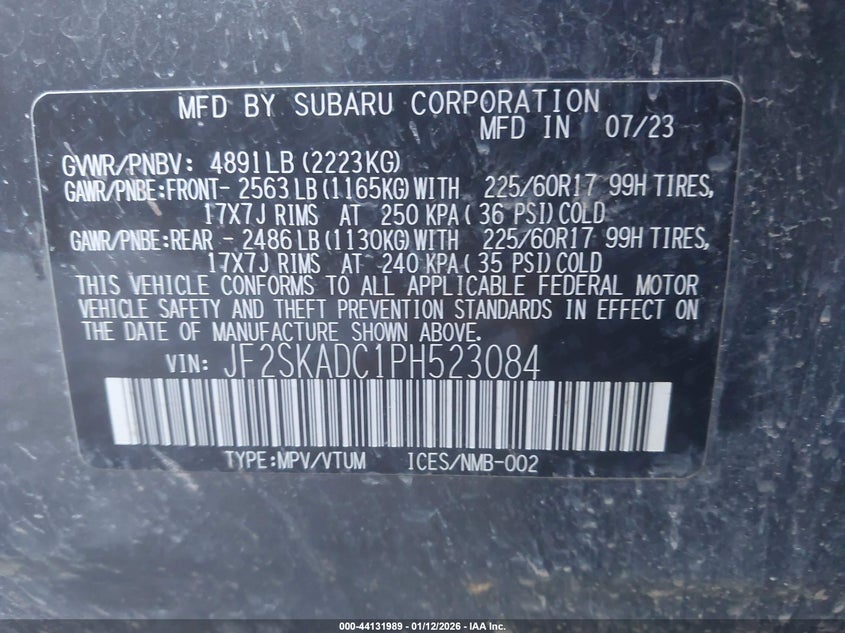 MFD BY SUBARU CORPORATION
MFD IN 07/23
GVWR/PNBV: 4891LB (2223KG)
GAWR/PNBE:FRONT- 2563LB (1165KG) WITH 225/60R17 99H TIRES,
17X7J RIMS AT 250 KPA ( 36 PSI) COLD
GAWR/PNBE:REAR - 2486LB (1130KG) WITH 225/60R17 99H TIRES,
17X7J RIMS AT 240 KPA ( 35 PSI) COLD
THIS VEHICLE CONFORMS TO ALL APPLICABLE FEDERAL MOTOR
VEHICLE SAFETY AND THEFT PREVENTION STANDARDS IN EFFECT ON
THE DATE OF MANUFACTURE SHOWN ABOVE.
VIN: JF2SKADC1PH523084
TYPE:MPV/VTUM ICES/NMB-002
000-44131989 - 01/12/2026 - IAA Inc.